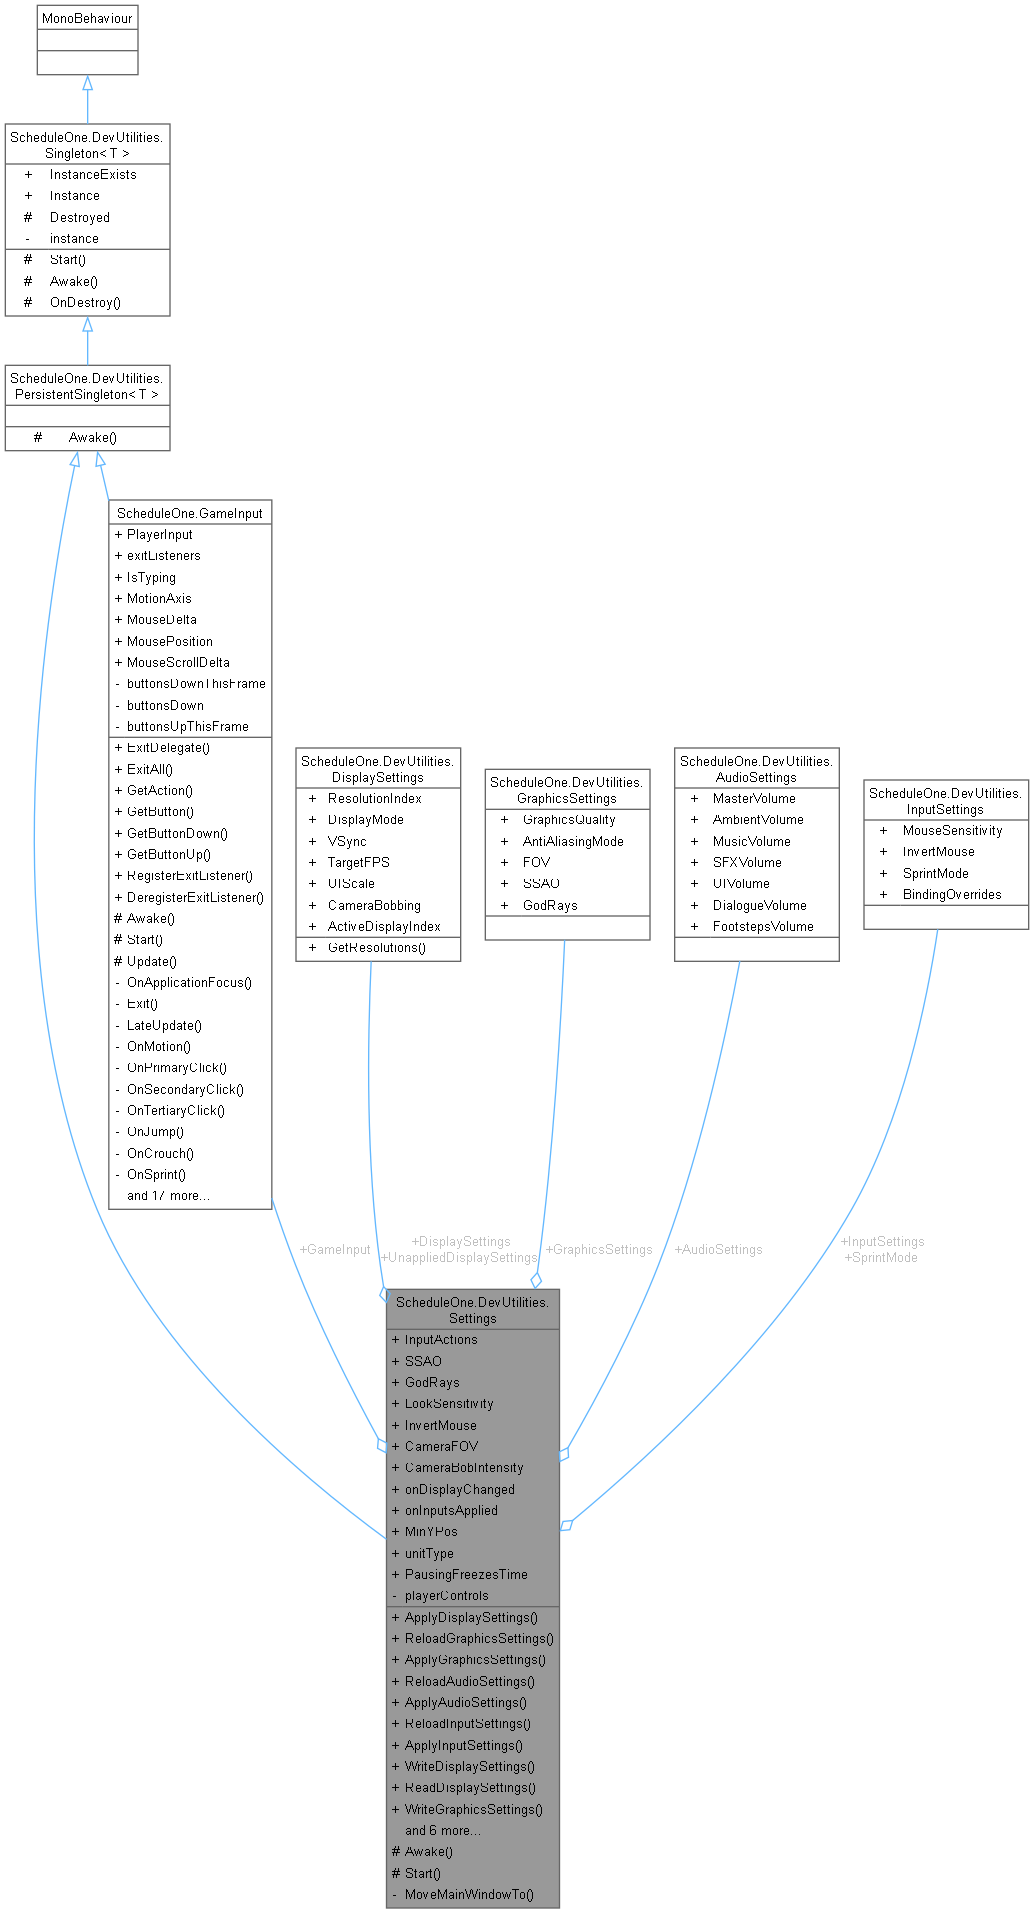 MonoBehaviour
ScheduleOne.DevUtilities.
Singleton< T >
+ InstanceExists
+ Instance
# Destroyed
- instance
# Start()
# Awake()
# OnDestroy()
ScheduleOne.DevUtilities.
PersistentSingleton< T >
# Awake()
ScheduleOne.GameInput
+ PlayerInput
+ exitListeners
+ IsTyping
+ MotionAxis
+ MouseDelta
+ MousePosition
+ MouseScrollDelta
- buttonsDownThisFrame
- buttonsDown
- buttonsUpThisFrame
+ ExitDelegate()
+ ExitAll()
+ GetAction()
+ GetButton()
+ GetButtonDown()
+ GetButtonUp()
+ RegisterExitListener()
+ DeregisterExitListener()
# Awake()
# Start()
# Update()
- OnApplicationFocus()
- Exit()
- LateUpdate()
- OnMotion()
- OnPrimaryClick()
- OnSecondaryClick()
- OnTertiaryClick()
- OnJump()
- OnCrouch()
- OnSprint()
and 17 more...
ScheduleOne.DevUtilities.
DisplaySettings
+ ResolutionIndex
+ DisplayMode
+ VSync
+ TargetFPS
+ UIScale
+ CameraBobbing
+ ActiveDisplayIndex
+ GetResolutions()
ScheduleOne.DevUtilities.
GraphicsSettings
+ GraphicsQuality
+ AntiAliasingMode
+ FOV
+ SSAO
+ GodRays
ScheduleOne.DevUtilities.
AudioSettings
+ MasterVolume
+ AmbientVolume
+ MusicVolume
+ SFXVolume
+ UIVolume
+ DialogueVolume
+ FootstepsVolume
ScheduleOne.DevUtilities.
InputSettings
+ MouseSensitivity
+ InvertMouse
+ SprintMode
+ BindingOverrides
+GameInput
+DisplaySettings
+UnappliedDisplaySettings
+GraphicsSettings
+AudioSettings
+InputSettings
+SprintMode
ScheduleOne.DevUtilities.
Settings
+ InputActions
+ SSAO
+ GodRays
+ LookSensitivity
+ InvertMouse
+ CameraFOV
+ CameraBobIntensity
+ onDisplayChanged
+ onInputsApplied
+ MinYPos
+ unitType
+ PausingFreezesTime
- playerControls
+ ApplyDisplaySettings()
+ ReloadGraphicsSettings()
+ ApplyGraphicsSettings()
+ ReloadAudioSettings()
+ ApplyAudioSettings()
+ ReloadInputSettings()
+ ApplyInputSettings()
+ WriteDisplaySettings()
+ ReadDisplaySettings()
+ WriteGraphicsSettings()
and 6 more...
# Awake()
# Start()
- MoveMainWindowTo()